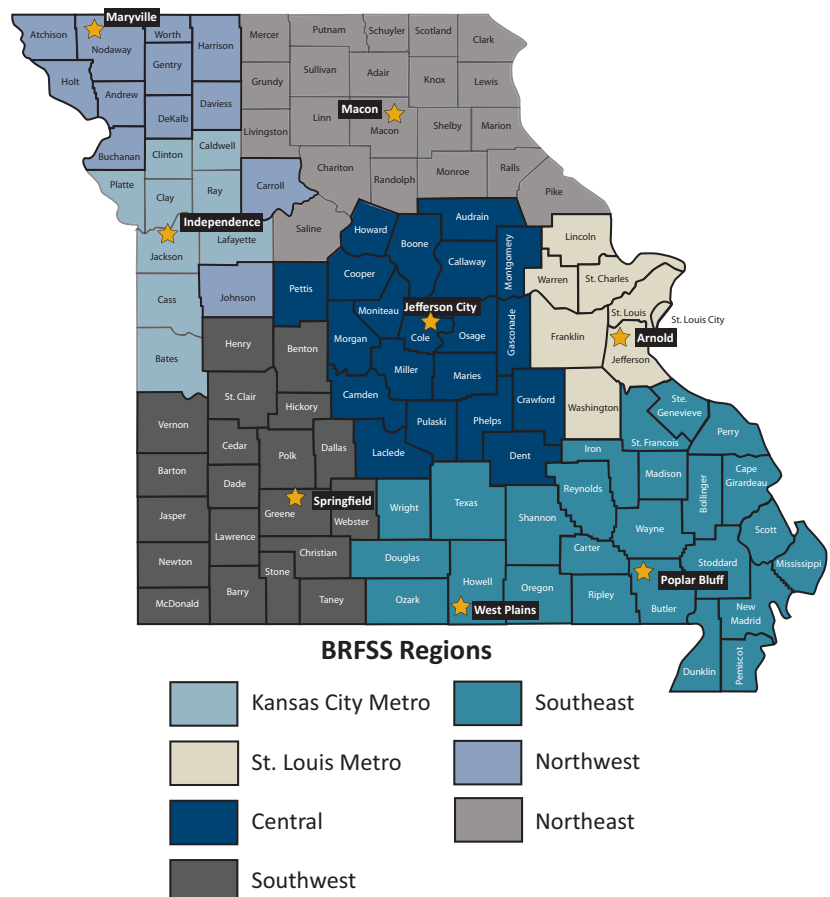 Maryville
Atchison
Nodaway
Worth
Harrison
Mercer
Putnam
Schuyler
Scotland
Clark
Holt
Gentry
Andrew
Daviess
DeKalb
Grundy
Sullivan
Adair
Knox
Lewis
Macon
Linn
Macon
Shelby
Marion
Livingston
Buchanan
Clinton
Caldwell
Chariton
Randolph
Monroe
Ralls
Pike
Platte
Clay
Ray
Carroll
Independence
Saline
Jackson
Lafayette
Howard
Boone
Audrain
Callaway
Montgomery
Lincoln
Warren
St. Charles
Cooper
Cass
Johnson
Pettis
Moniteau
Jefferson City
Cole
Osage
Gasconade
St. Louis
St. Louis City
Franklin
Arnold
Jefferson
Henry
Benton
Morgan
Bates
Miller
Maries
St. Clair
Hickory
Camden
Pulaski
Phelps
Crawford
Washington
Ste.
Genevieve
Vernon
Cedar
Polk
Dallas
Laclede
Dent
Iron
St. Francois
Perry
Barton
Dade
Madison
Bollinger
Cape
Girardeau
Springfield
Greene
Webster
Wright
Texas
Shannon
Reynolds
Jasper
Lawrence
Christian
Wayne
Scott
Newton
Stone
Douglas
Carter
Stoddard
Mississippi
Poplar Bluff
Howell
Oregon
Ripley
Butler
New
Madrid
McDonald
Barry
Taney
Ozark
West Plains
Dunklin
Pemiscot
BRFSS Regions
Kansas City Metro
Southeast
St. Louis Metro
Northwest
Central
Northeast
Southwest